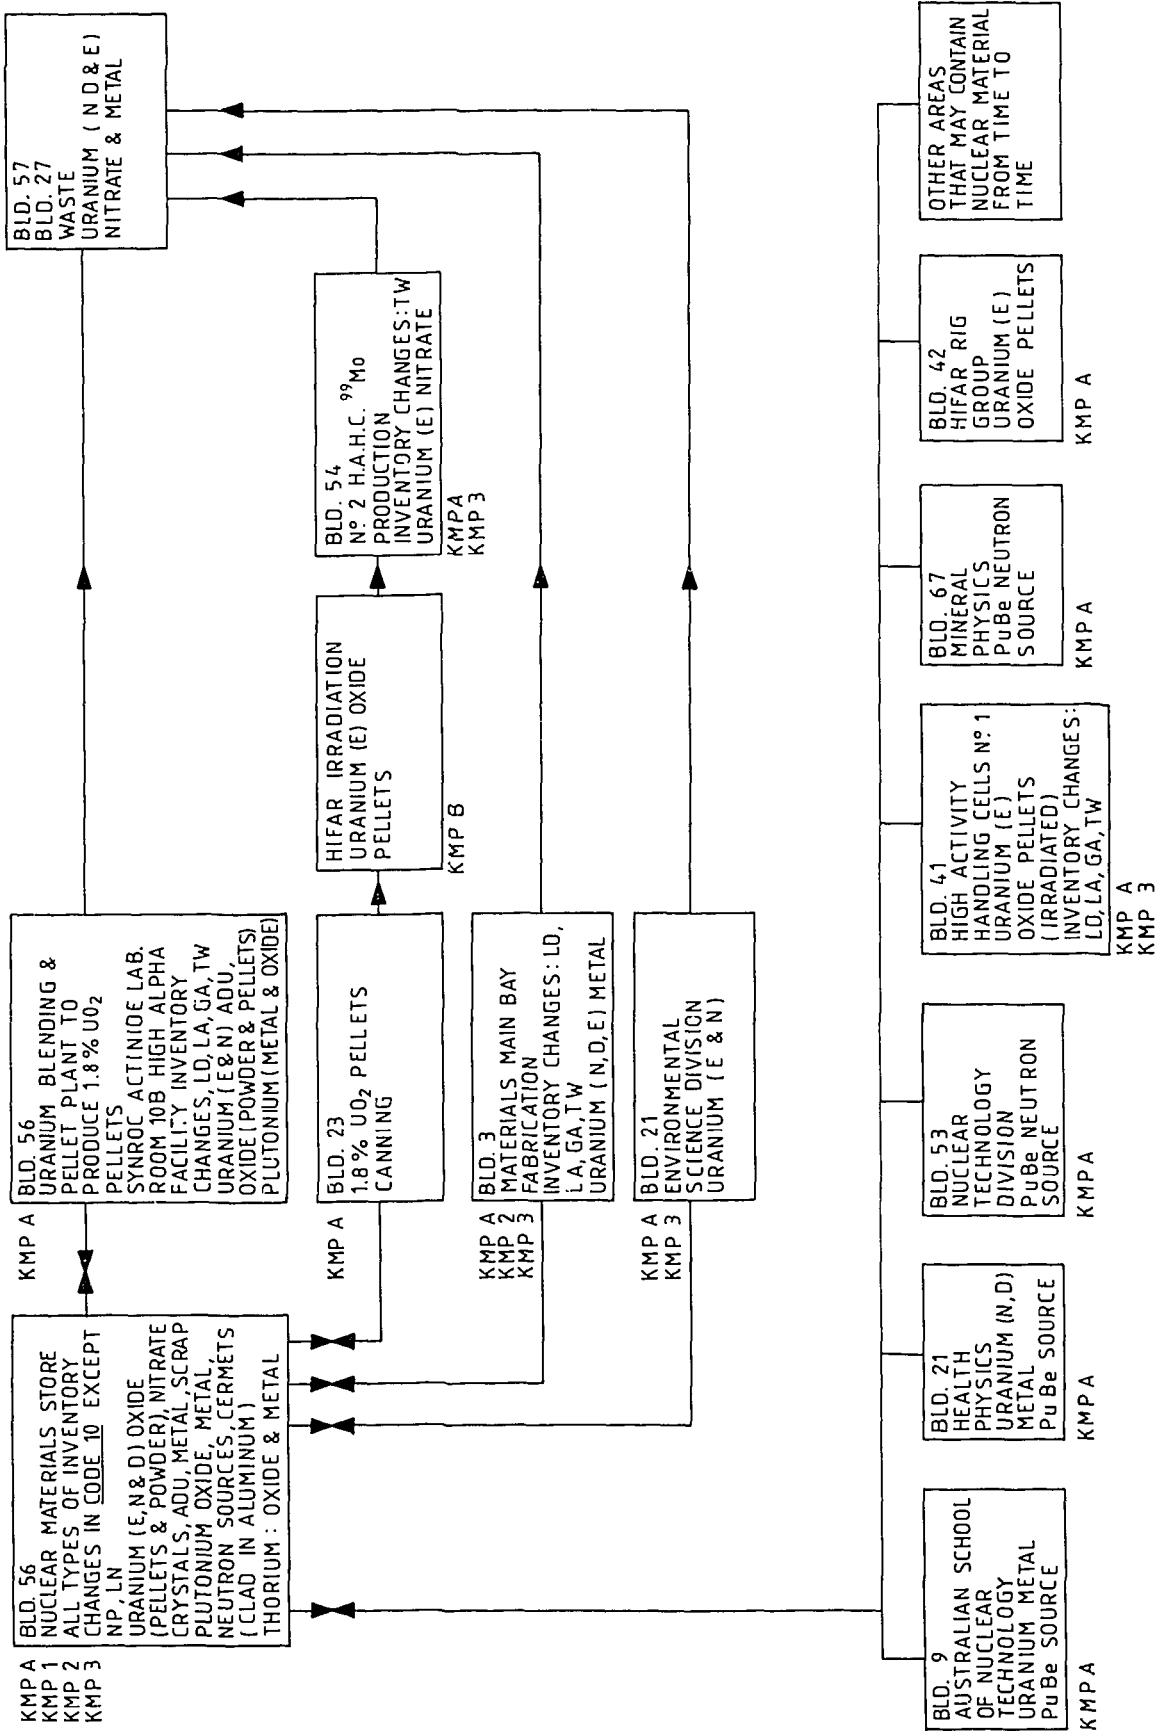 KMP A
KMP 1
KMP 2
KMP 3
BLD. 56
NUCLEAR MATERIALS STORE
ALL TYPES OF INVENTORY
CHANGES IN CODE 10 EXCEPT
NP, LN
URANIUM (E,N & D) OXIDE
(PELLETS & POWDER), NITRATE
CRYSTALS, ADU, METAL, SCRAP
PLUTONIUM OXIDE, METAL,
NEUTRON SOURCES, CERMETS
(CLAD IN ALUMINUM)
THORIUM : OXIDE & METAL
KMP A
BLD. 56
URANIUM BLENDING &
PELLET PLANT TO
PRODUCE 1.8% UO₂
PELLETS
SYNROC ACTINIDE LAB.
ROOM 10B HIGH ALPHA
FACILITY INVENTORY
CHANGES, LD, LA, GA, TW
URANIUM (E & N) ADU,
OXIDE (POWDER & PELLETS)
PLUTONIUM (METAL & OXIDE)
BLD. 57
BLD. 27
WASTE
URANIUM ( N D & E)
NITRATE & METAL
KMP A
BLD. 23
1.8% UO₂ PELLETS
CANNING
HIFAR IRRADIATION
URANIUM (E) OXIDE
PELLETS
KMP B
BLD. 54
Nº 2 H.A.H.C. ⁹⁹Mo
PRODUCTION
INVENTORY CHANGES: TW
URANIUM (E) NITRATE
KMPA
KMP3
KMP A
KMP 2
KMP 3
BLD. 3
MATERIALS MAIN BAY
FABRICATION
INVENTORY CHANGES: LD,
LA, GA, TW
URANIUM (N,D,E) METAL
KMP A
KMP 3
BLD. 21
ENVIRONMENTAL
SCIENCE DIVISION
URANIUM (E & N)
BLD. 9
AUSTRALIAN SCHOOL
OF NUCLEAR
TECHNOLOGY
URANIUM METAL
PuBe SOURCE
KMPA
BLD. 21
HEALTH
PHYSICS
URANIUM (N,D)
METAL
PuBe SOURCE
KMPA
BLD. 53
NUCLEAR
TECHNOLOGY
DIVISION
PuBe NEUTRON
SOURCE
KMPA
BLD. 41
HIGH ACTIVITY
HANDLING CELLS Nº 1
URANIUM (E)
OXIDE PELLETS
(IRRADIATED)
INVENTORY CHANGES:
LD, LA, GA, TW
KMP A
KMP 3
BLD. 67
MINERAL
PHYSICS
PuBe NEUTRON
SOURCE
KMP A
BLD. 42
HIFAR RIG
GROUP
URANIUM (E)
OXIDE PELLETS
KMP A
OTHER AREAS
THAT MAY CONTAIN
NUCLEAR MATERIAL
FROM TIME TO
TIME